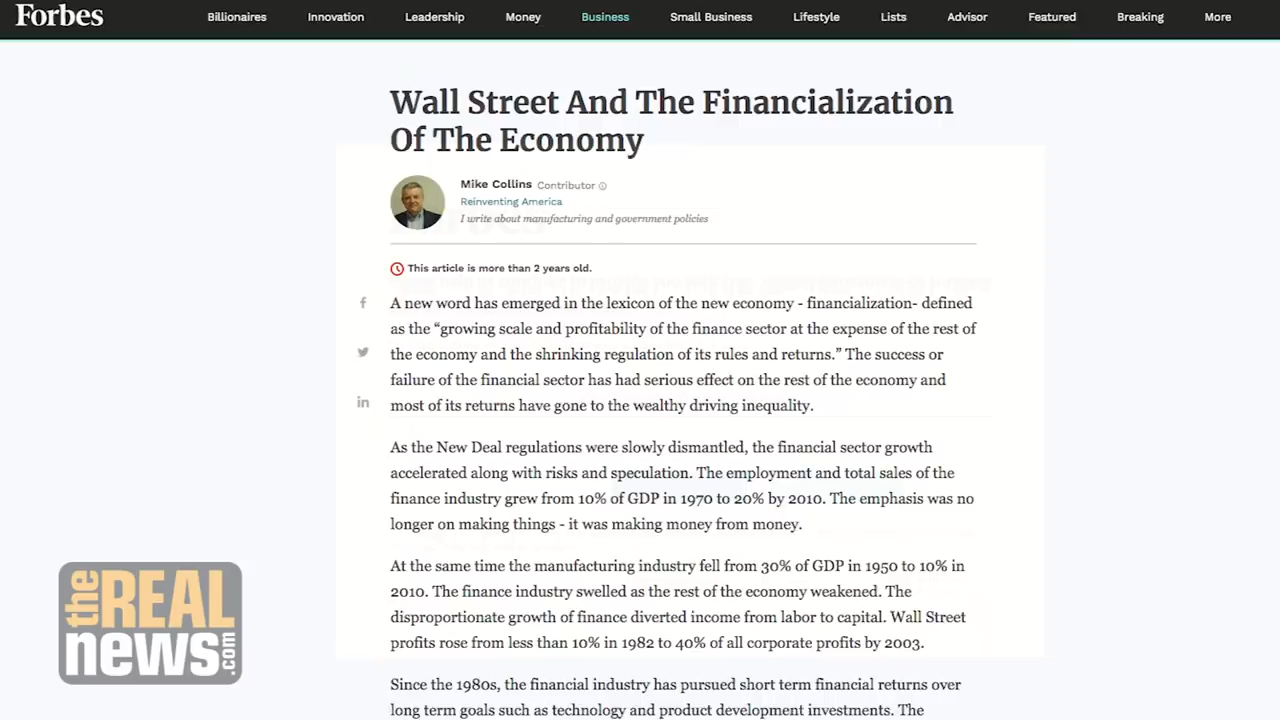 Forbes
Billionaires Innovation Leadership Money Business Small Business Lifestyle Lists Advisor Featured Breaking More
Wall Street And The Financialization
Of The Economy
Mike Collins Contributor
Reinventing America
I write about manufacturing and government policies
This article is more than 2 years old.
A new word has emerged in the lexicon of the new economy - financialization- defined
as the “growing scale and profitability of the finance sector at the expense of the rest of
the economy and the shrinking regulation of its rules and returns.” The success or
failure of the financial sector has had serious effect on the rest of the economy and
most of its returns have gone to the wealthy driving inequality.
As the New Deal regulations were slowly dismantled, the financial sector growth
accelerated along with risks and speculation. The employment and total sales of the
finance industry grew from 10% of GDP in 1970 to 20% by 2010. The emphasis was no
longer on making things - it was making money from money.
At the same time the manufacturing industry fell from 30% of GDP in 1950 to 10% in
2010. The finance industry swelled as the rest of the economy weakened. The
disproportionate growth of finance diverted income from labor to capital. Wall Street
profits rose from less than 10% in 1982 to 40% of all corporate profits by 2003.
Since the 1980s, the financial industry has pursued short term financial returns over
long term goals such as technology and product development investments. The
the REAL
news.com